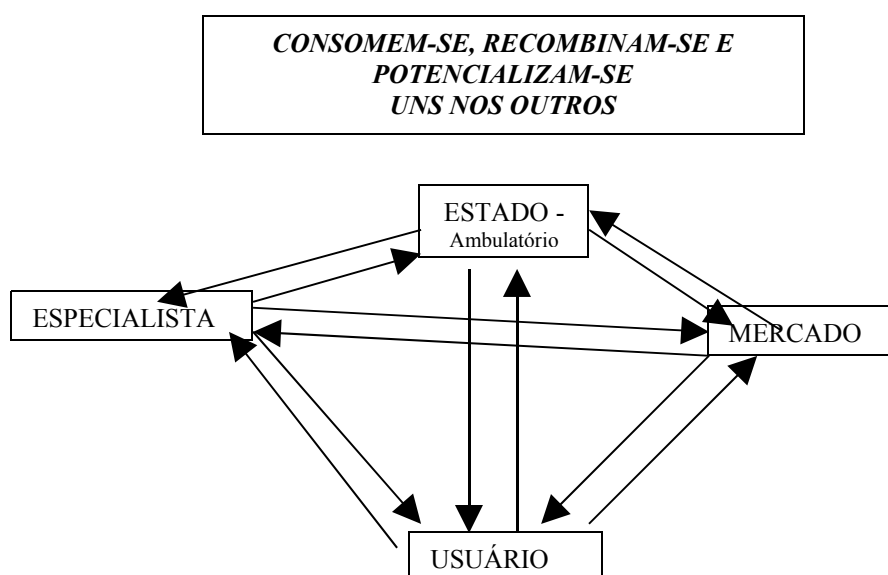 CONSOMEM-SE, RECOMBINAM-SE E
POTENCIALIZAM-SE
UNS NOS OUTROS
ESTADO -
Ambulatório
ESPECIALISTA
MERCADO
USUÁRIO